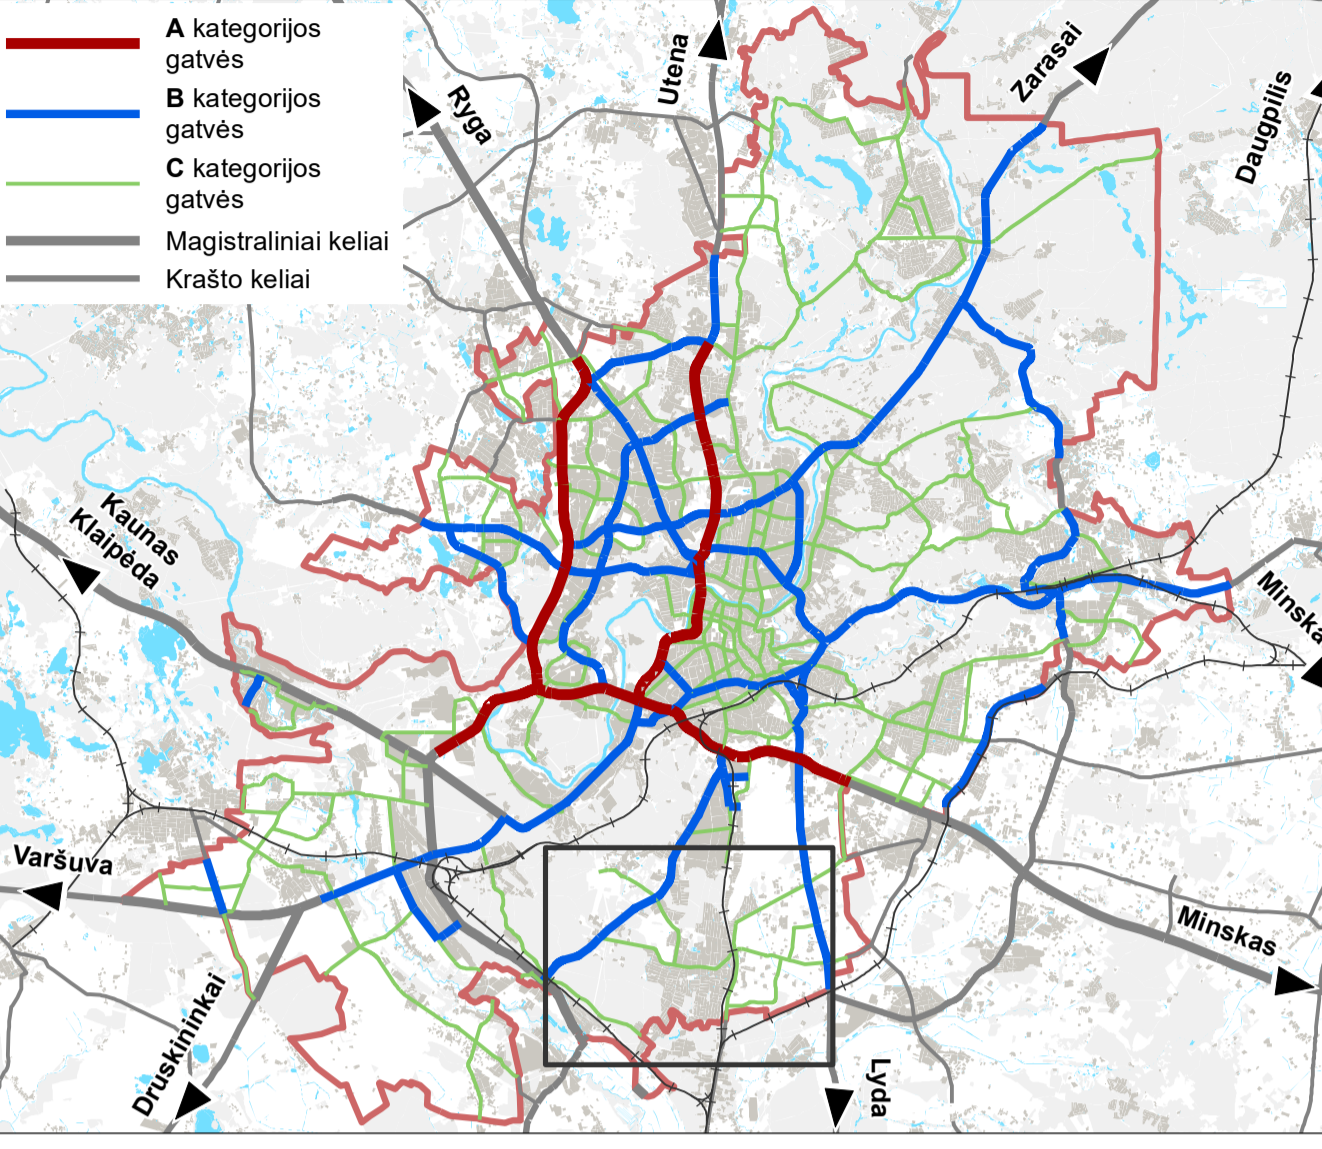 A kategorijos
gatvės
B kategorijos
gatvės
C kategorijos
gatvės
Magistraliniai keliai
Krašto keliai
Ryga
Utena
Zarasai
Daugpilis
Kaunas
Klaipėda
Minska
Varšuva
Druskininkai
Minskas
Lyda